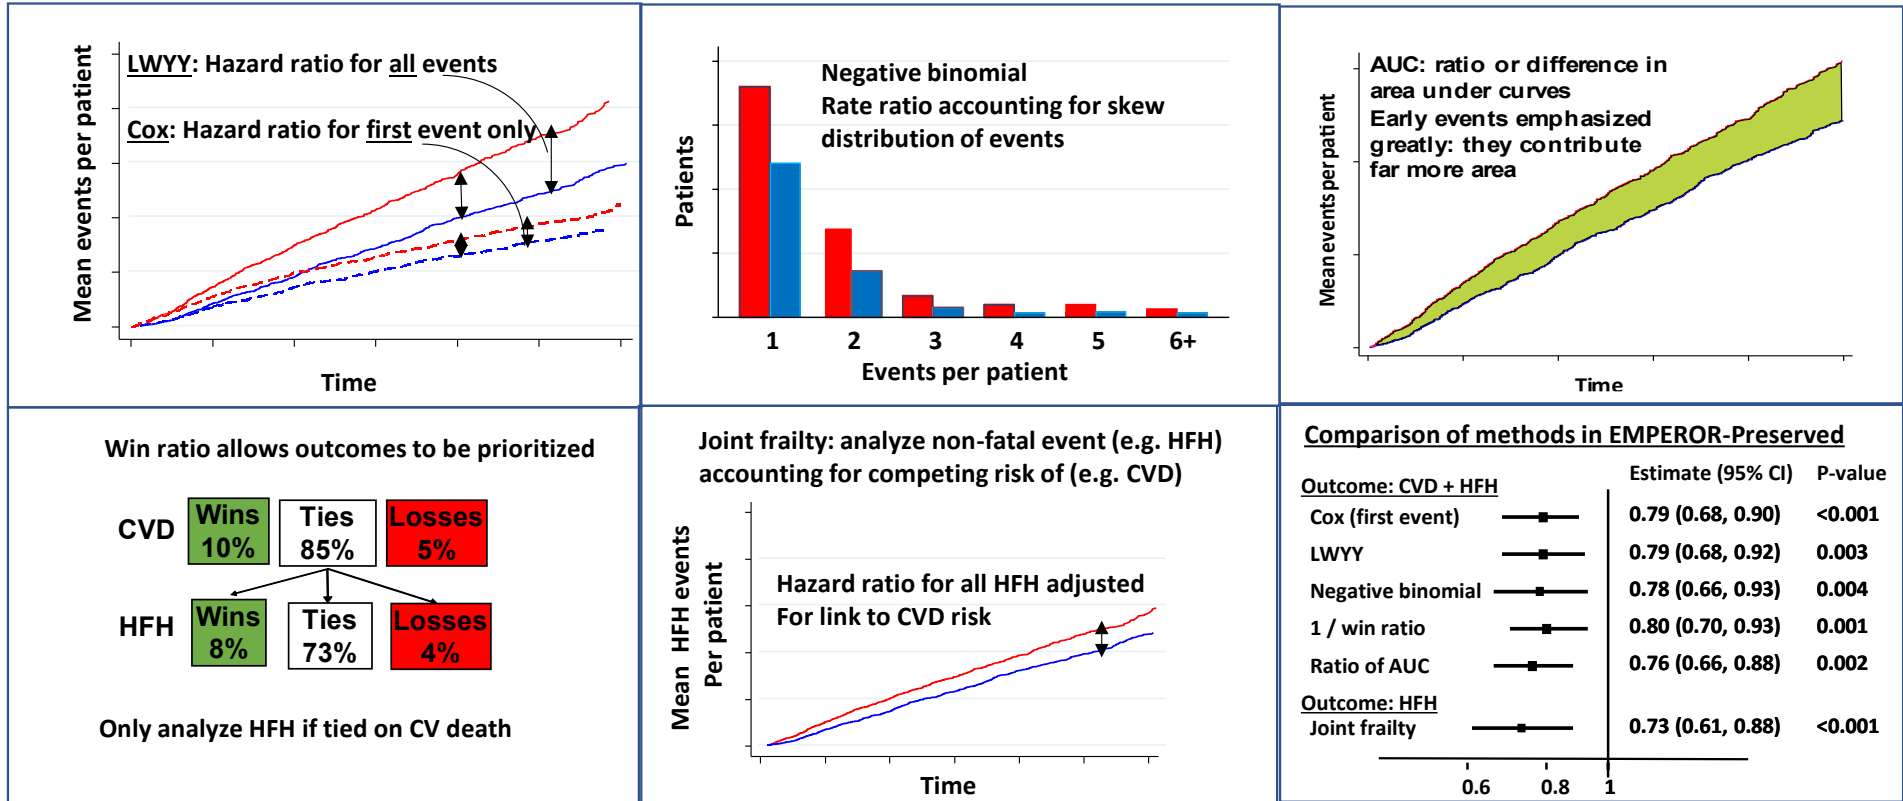 LWYY: Hazard ratio for all events
Cox: Hazard ratio for first event only
Mean events per patient
Time
Negative binomial
Rate ratio accounting for skew
distribution of events
Patients
1 2 3 4 5 6+
Events per patient
AUC: ratio or difference in
area under curves
Early events emphasized
greatly: they contribute
far more area
Mean events per patient
Time
Win ratio allows outcomes to be prioritized
CVD
Wins
10%
Ties
85%
Losses
5%
HFH
Wins
8%
Ties
73%
Losses
4%
Only analyze HFH if tied on CV death
Joint frailty: analyze non-fatal event (e.g. HFH)
accounting for competing risk of (e.g. CVD)
Hazard ratio for all HFH adjusted
For link to CVD risk
Mean HFH events
Per patient
Time
Comparison of methods in EMPEROR-Preserved
Estimate (95% CI) P-value
Outcome: CVD + HFH
Cox (first event) 0.79 (0.68, 0.90) <0.001
LWYY 0.79 (0.68, 0.92) 0.003
Negative binomial 0.78 (0.66, 0.93) 0.004
1 / win ratio 0.80 (0.70, 0.93) 0.001
Ratio of AUC 0.76 (0.66, 0.88) 0.002
Outcome: HFH
Joint frailty 0.73 (0.61, 0.88) <0.001
0.6 0.8 1